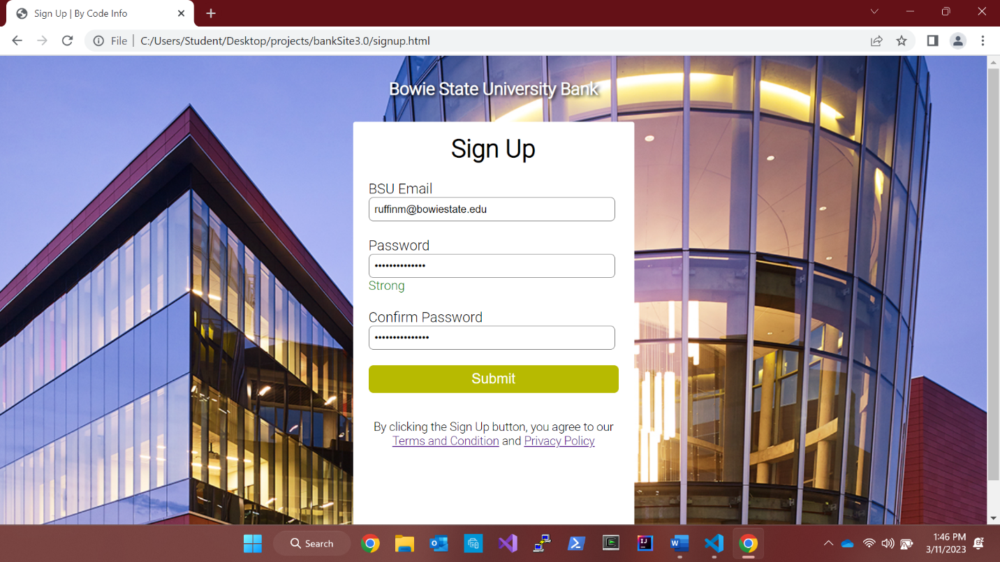 Sign Up | By Code Info
File
C:/Users/Student/Desktop/projects/bankSite3.0/signup.html
Bowie State University Bank
Sign Up
BSU Email
ruffinm@bowiestate.edu
Password
••••••••••••••
Strong
Confirm Password
•••••••••••••••
Submit
By clicking the Sign Up button, you agree to our
Terms and Condition and Privacy Policy
Search
1:46 PM
3/11/2023